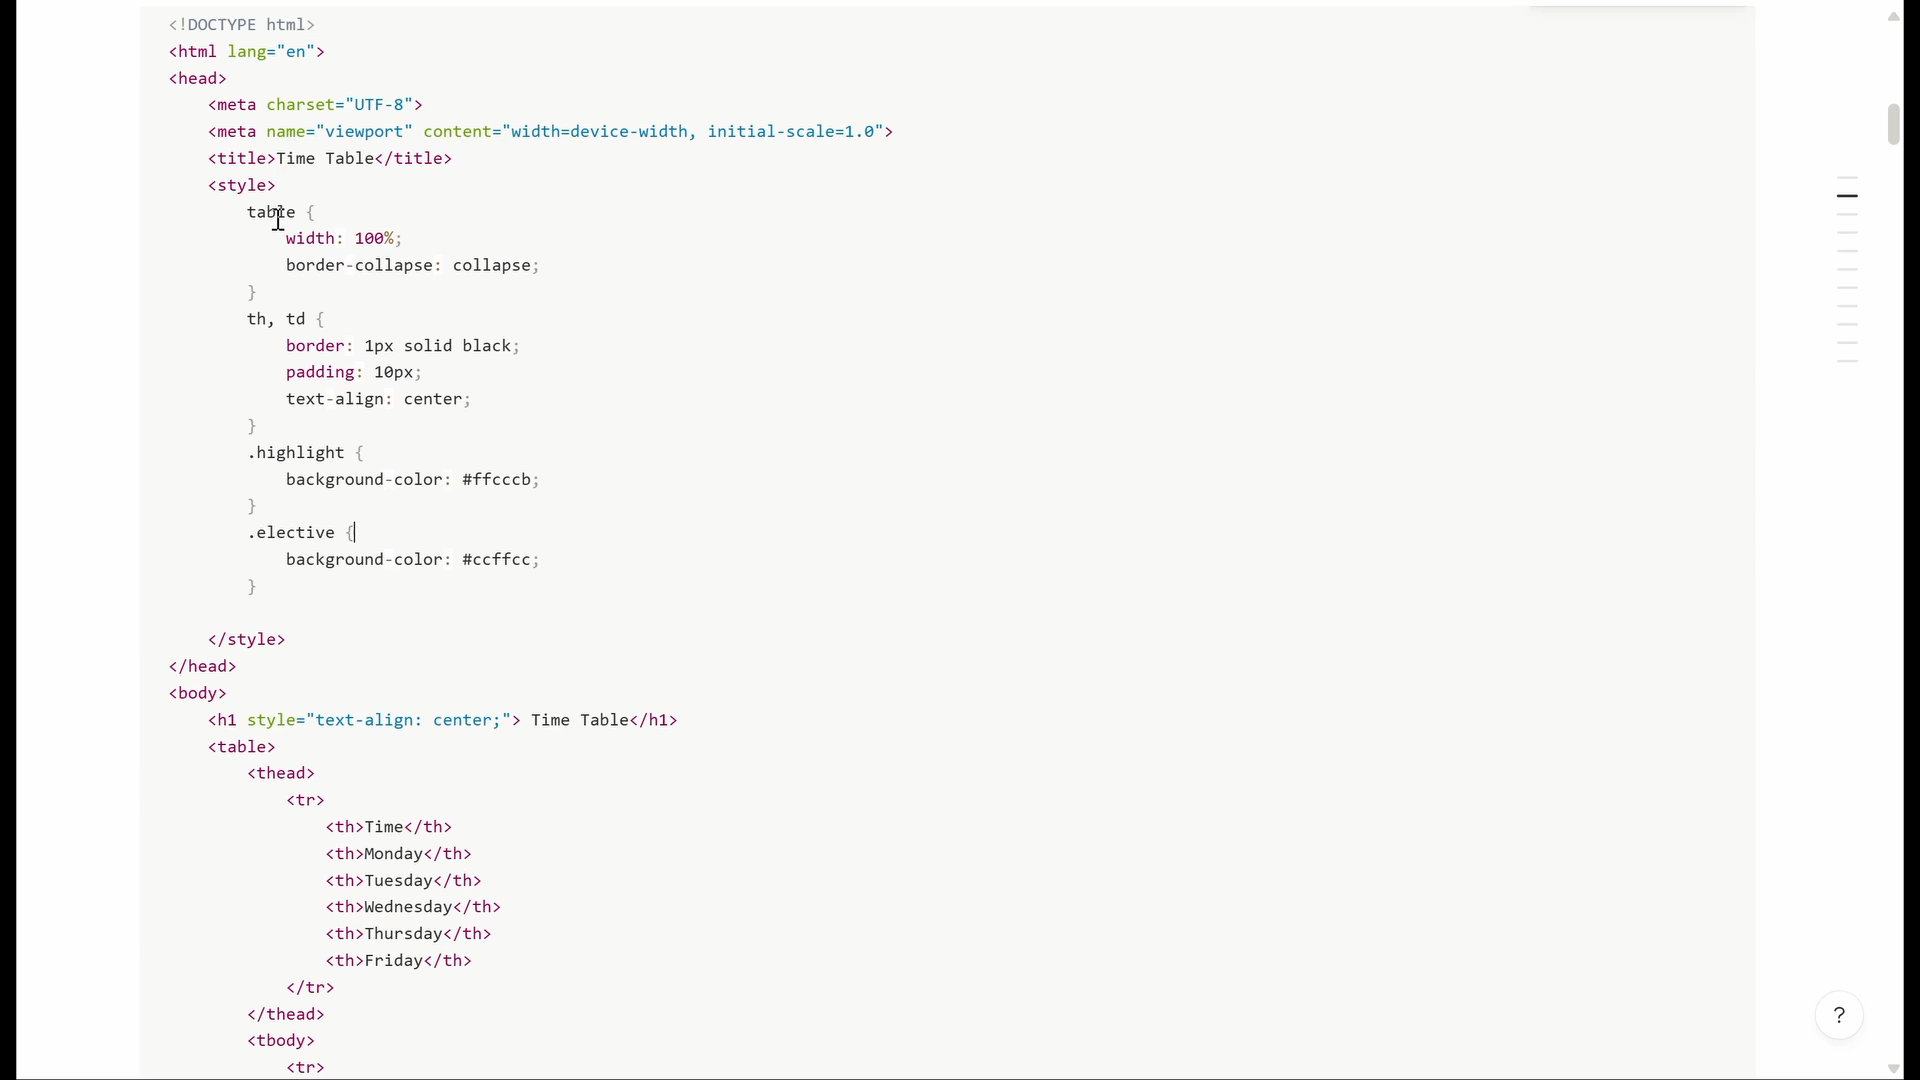 <!DOCTYPE html>
<html lang="en">
<head>
    <meta charset="UTF-8">
    <meta name="viewport" content="width=device-width, initial-scale=1.0">
    <title>Time Table</title>
    <style>
        table {
            width: 100%;
            border-collapse: collapse;
        }
        th, td {
            border: 1px solid black;
            padding: 10px;
            text-align: center;
        }
        .highlight {
            background-color: #ffcccb;
        }
        .elective {
            background-color: #ccffcc;
        }

    </style>
</head>
<body>
    <h1 style="text-align: center;"> Time Table</h1>
    <table>
        <thead>
            <tr>
                <th>Time</th>
                <th>Monday</th>
                <th>Tuesday</th>
                <th>Wednesday</th>
                <th>Thursday</th>
                <th>Friday</th>
            </tr>
        </thead>
        <tbody>
            <tr>
?